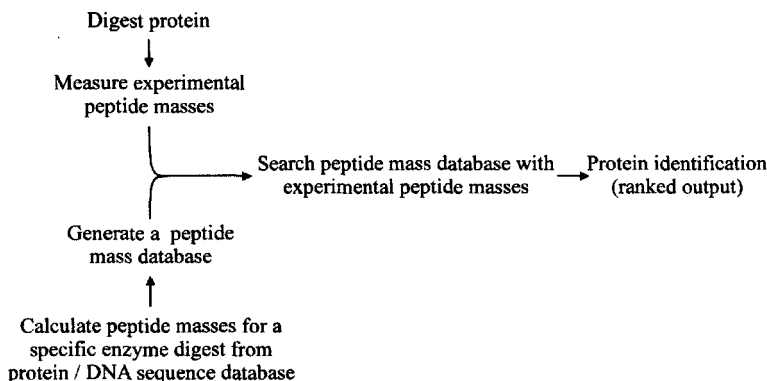 Digest protein
Measure experimental
peptide masses
Search peptide mass database with
experimental peptide masses
Protein identification
(ranked output)
Generate a peptide
mass database
Calculate peptide masses for a
specific enzyme digest from
protein / DNA sequence database